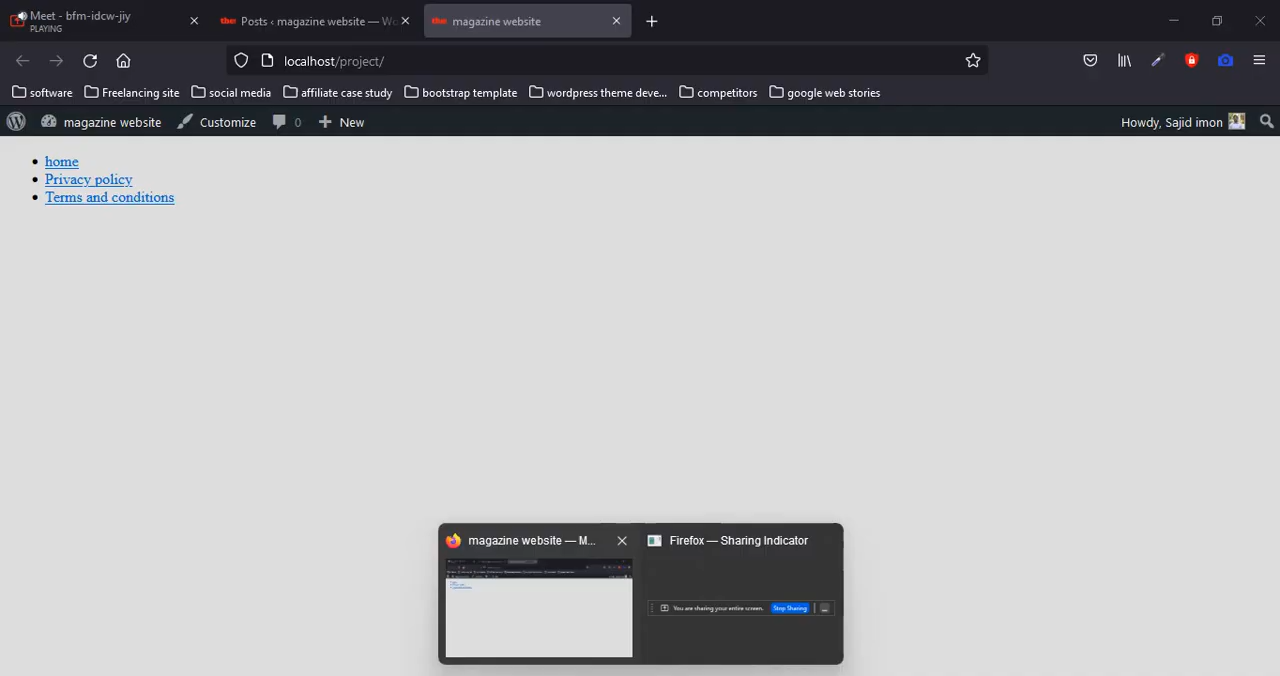 Meet - bfm-idcw-jiy
PLAYING
Posts ‹ magazine website — Wo
magazine website
localhost/project/
software
Freelancing site
social media
affiliate case study
bootstrap template
wordpress theme deve...
competitors
google web stories
magazine website
Customize
0
New
Howdy, Sajid imon
home
Privacy policy
Terms and conditions
magazine website — M...
Firefox — Sharing Indicator
You are sharing your entire screen.
Stop Sharing